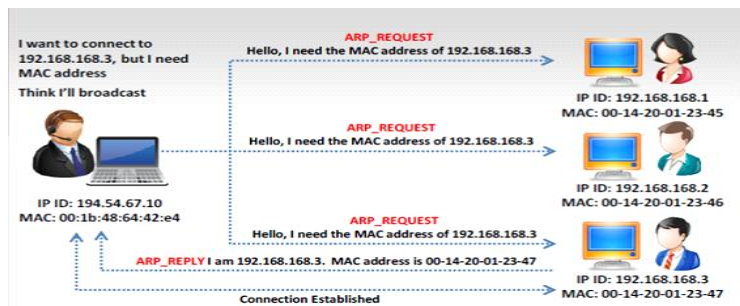 I want to connect to
192.168.168.3, but I need
MAC address
Think I'll broadcast
IP ID: 194.54.67.10
MAC: 00:1b:48:64:42:e4
ARP_REQUEST
Hello, I need the MAC address of 192.168.168.3
ARP_REQUEST
Hello, I need the MAC address of 192.168.168.3
ARP_REQUEST
Hello, I need the MAC address of 192.168.168.3
ARP_REPLY I am 192.168.168.3. MAC address is 00-14-20-01-23-47
Connection Established
IP ID: 192.168.168.1
MAC: 00-14-20-01-23-45
IP ID: 192.168.168.2
MAC: 00-14-20-01-23-46
IP ID: 192.168.168.3
MAC: 00-14-20-01-23-47